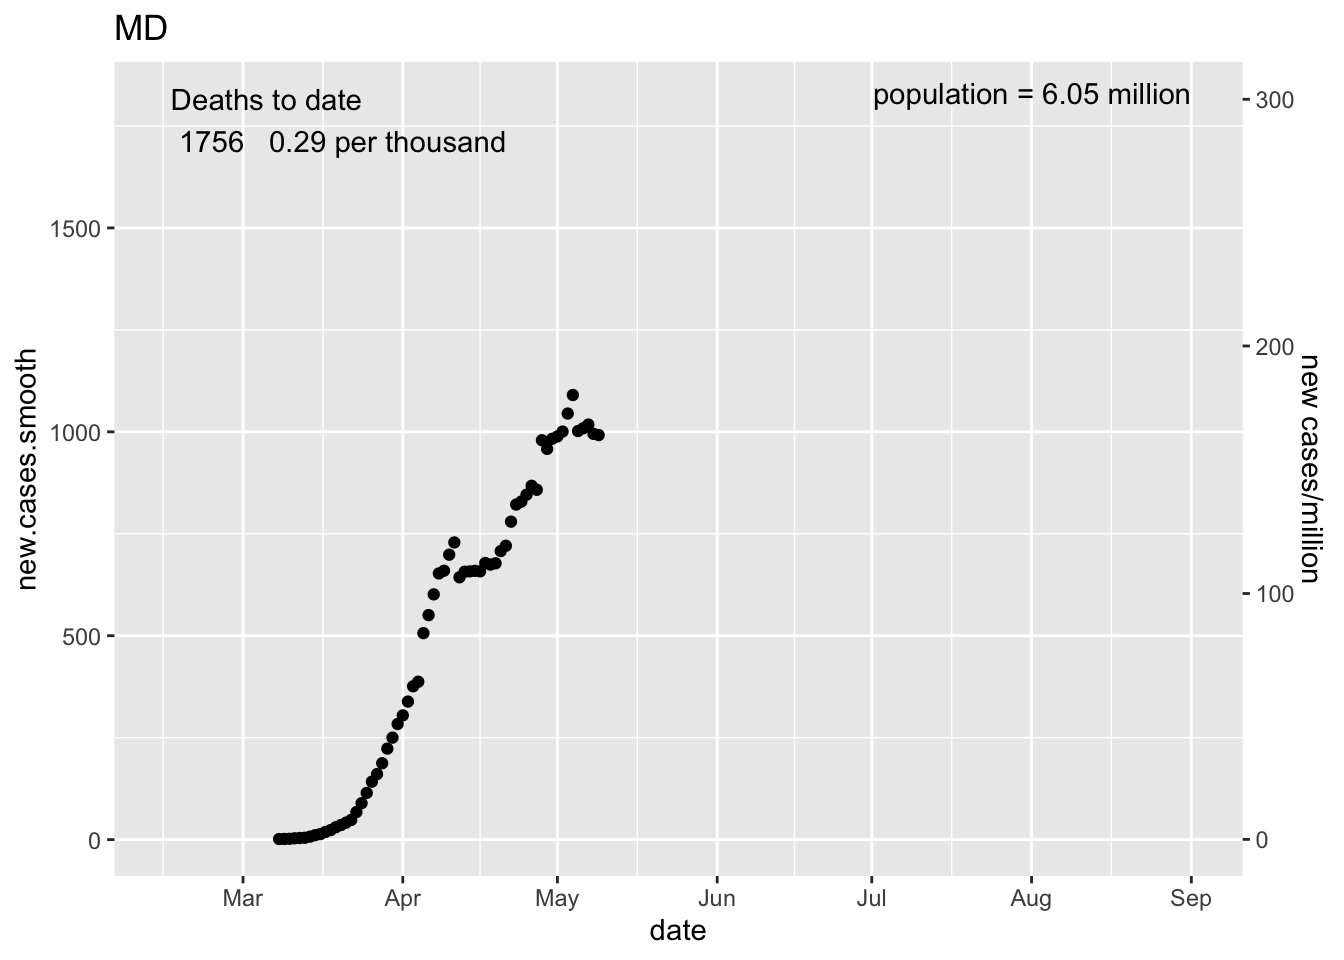 MD
Deaths to date
1756   0.29 per thousand
population = 6.05 million
new.cases.smooth
1500
1000
500
0
300
200
100
0
new cases/million
Mar Apr May Jun Jul Aug Sep
date